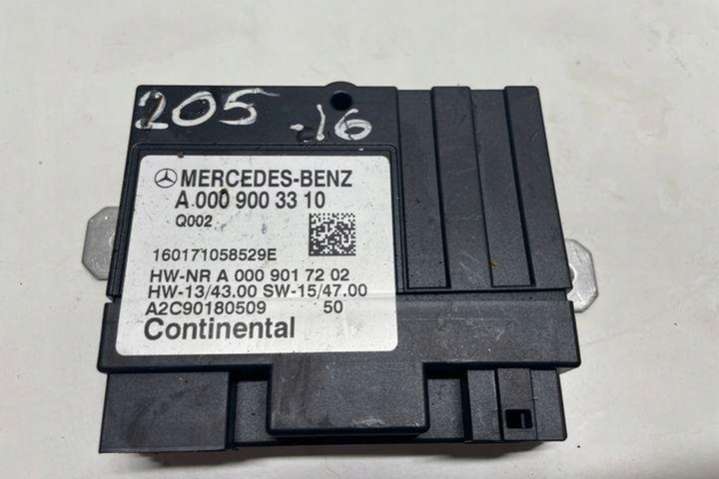 205 -16
MERCEDES-BENZ
A 000 900 33 10
Q002
160171058529E
HW-NR A 000 901 72 02
HW-13/43.00 SW-15/47.00
A2C90180509 50
Continental